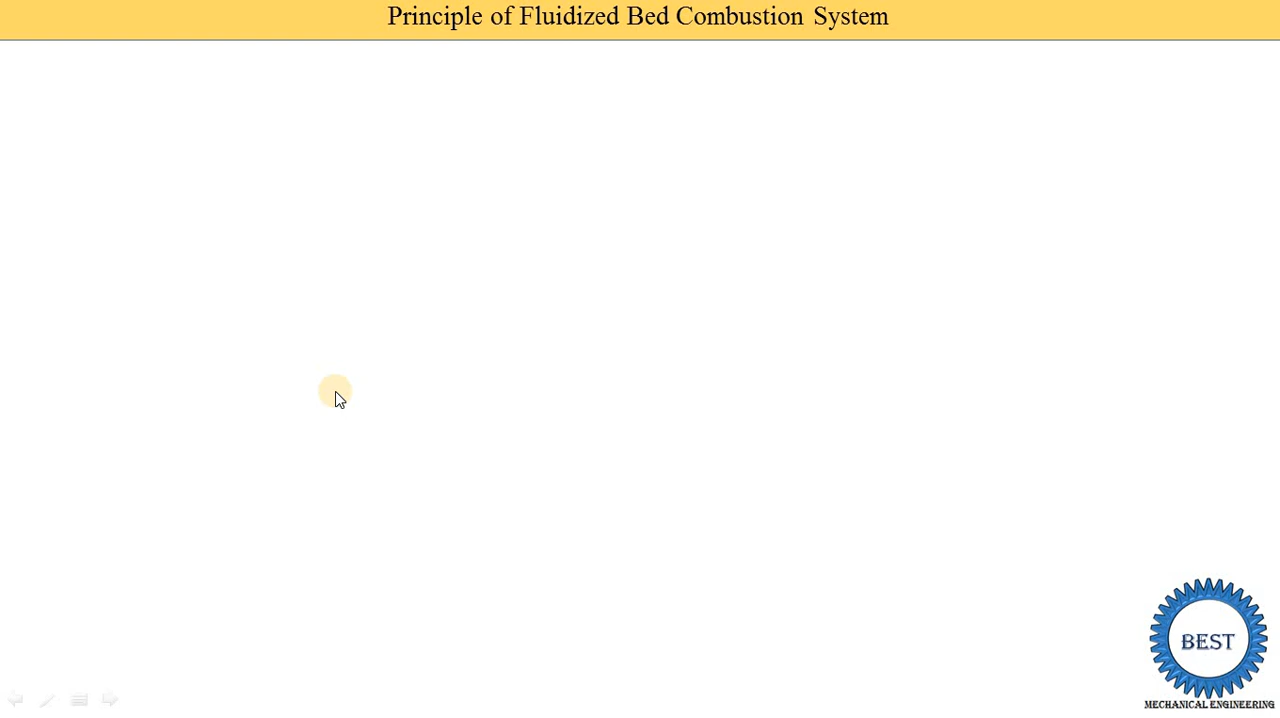 Principle of Fluidized Bed Combustion System
BEST
MECHANICAL ENGINEERING